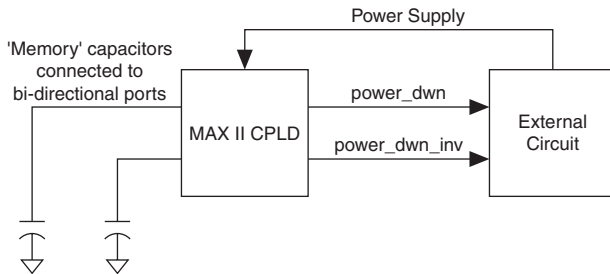 Power Supply
'Memory' capacitors
connected to
bi-directional ports
MAX II CPLD
power_dwn
power_dwn_inv
External
Circuit